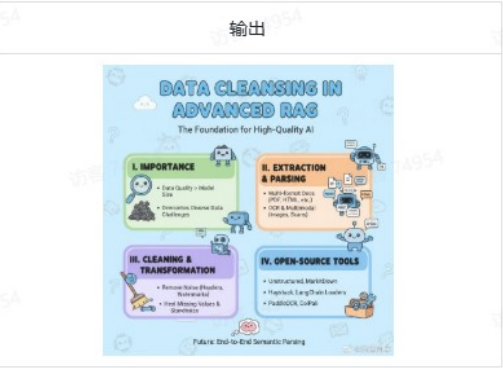 输出
DATA CLEANSING IN
ADVANCED RAG
The Foundation for High-Quality AI
I. IMPORTANCE
• Data Quality > Model
Size
• Overcomes Diverse Data
Challenges
II. EXTRACTION
& PARSING
• Multi-Format Docs
(PDF, HTML, etc.)
• OCR & Multimodal
(Images, Scans)
III. CLEANING &
TRANSFORMATION
• Remove Noise (Headers,
Watermarks)
• Heal Missing Values &
Standardize
IV. OPEN-SOURCE TOOLS
• Unstructured, MarkItDown
• Haystack, LangChain Loaders
• PaddleOCR, ColPali
Future: End-to-End Semantic Parsing